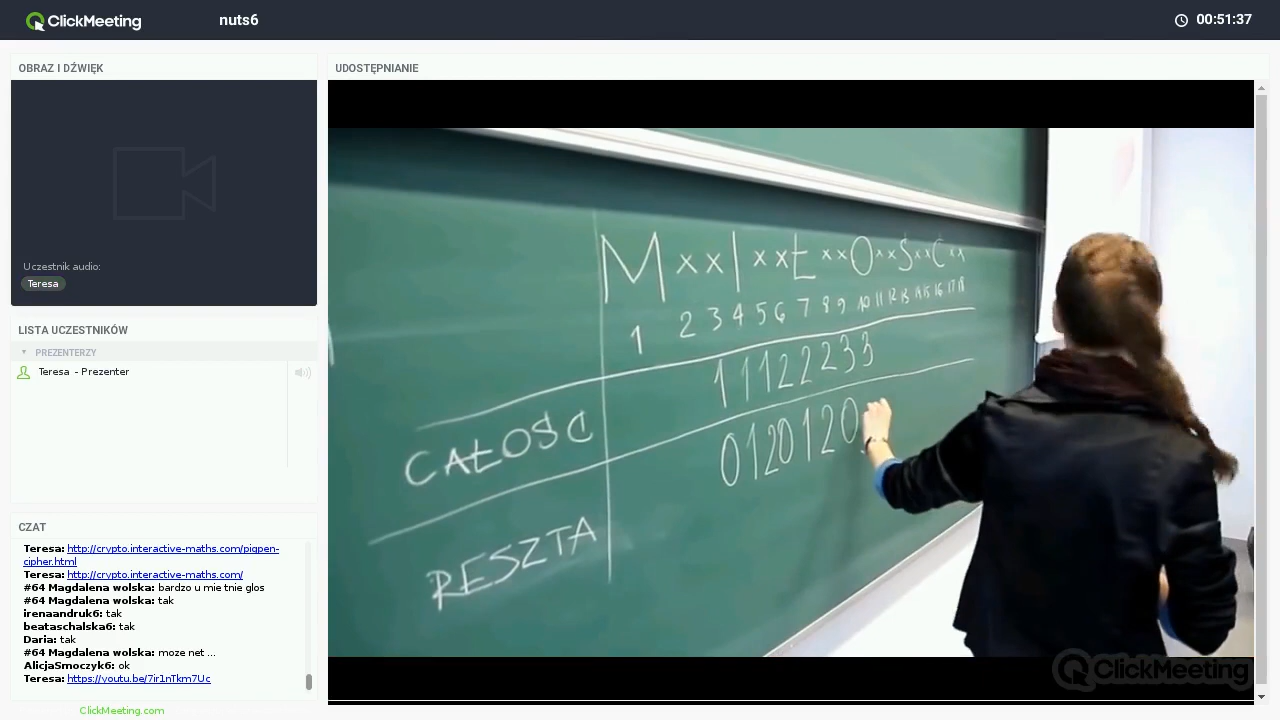 ClickMeeting
nuts6
00:51:37
OBRAZ I DŹWIĘK
Uczestnik audio:
Teresa
LISTA UCZESTNIKÓW
PREZENTERZY
Teresa - Prezenter
CZAT
Teresa: http://crypto.interactive-maths.com/pigpen-
cipher.html
Teresa: http://crypto.interactive-maths.com/
#64 Magdalena wolska: bardzo u mie tnie glos
#64 Magdalena wolska: tak
irenaandruk6: tak
beataschalska6: tak
Daria: tak
#64 Magdalena wolska: moze net ...
AlicjaSmoczyk6: ok
Teresa: https://youtu.be/7ir1nTkm7Uc
ClickMeeting.com
UDOSTĘPNIANIE
M x x I x x t x x O x x Ś x x Ć x x
1 2 3 4 5 6 7 8 9 10 11 12 13 14 15 16 17 18
CAŁOŚĆ 1 1 1 2 2 2 3 3
RESZTA 0 1 2 0 1 2 0
ClickMeeting